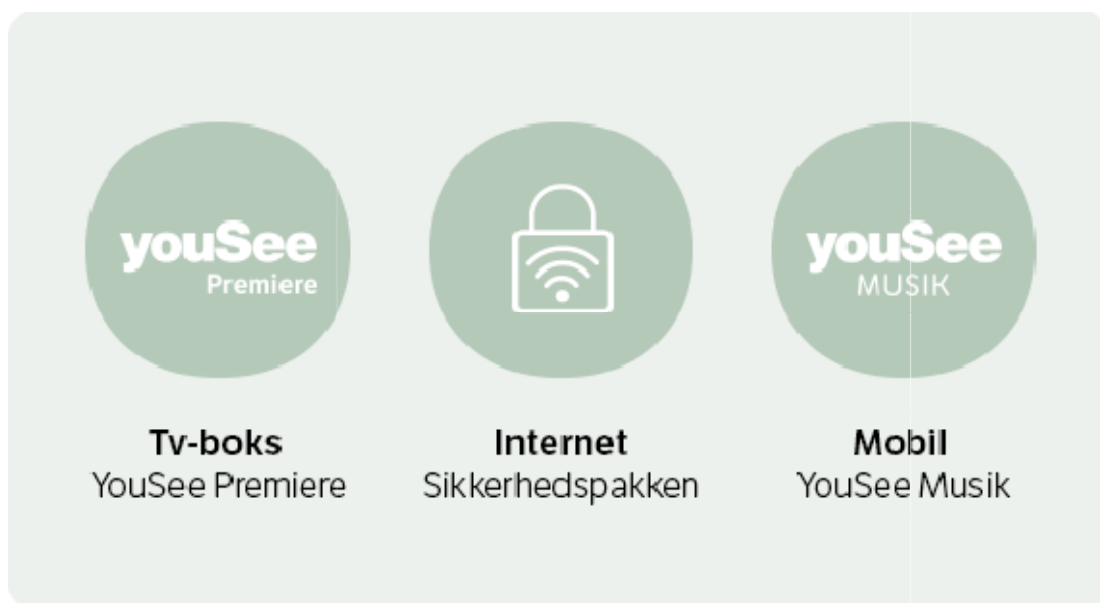 youSee
Premiere
youSee
MUSIK
Tv-boks
YouSee Premiere
Internet
Sikkerhedspakken
Mobil
YouSee Musik